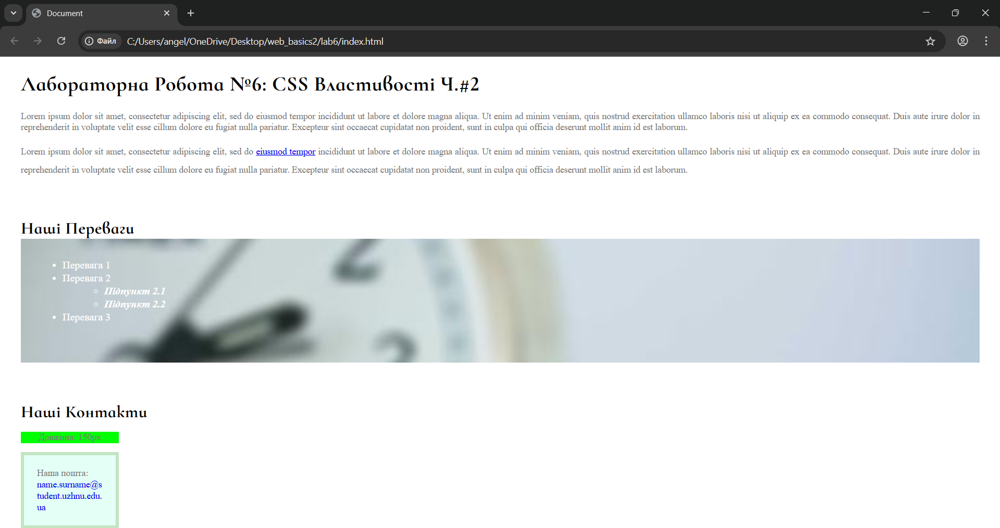 Document
Файл
C:/Users/angel/OneDrive/Desktop/web_basics2/lab6/index.html
Лабораторна Робота №6: CSS Властивості Ч.#2
Lorem ipsum dolor sit amet, consectetur adipiscing elit, sed do eiusmod tempor incididunt ut labore et dolore magna aliqua. Ut enim ad minim veniam, quis nostrud exercitation ullamco laboris nisi ut aliquip ex ea commodo consequat. Duis aute irure dolor in
reprehenderit in voluptate velit esse cillum dolore eu fugiat nulla pariatur. Excepteur sint occaecat cupidatat non proident, sunt in culpa qui officia deserunt mollit anim id est laborum.
Lorem ipsum dolor sit amet, consectetur adipiscing elit, sed do eiusmod tempor incididunt ut labore et dolore magna aliqua. Ut enim ad minim veniam, quis nostrud exercitation ullamco laboris nisi ut aliquip ex ea commodo consequat. Duis aute irure dolor in
reprehenderit in voluptate velit esse cillum dolore eu fugiat nulla pariatur. Excepteur sint occaecat cupidatat non proident, sunt in culpa qui officia deserunt mollit anim id est laborum.
Наші Переваги
2
Перевага 1
Перевага 2
Підпункт 2.1
Підпункт 2.2
Перевага 3
3
Наші Контакти
Довжина: 150px
Наша пошта:
name.surname@s
tudent.uzhnu.edu.
ua